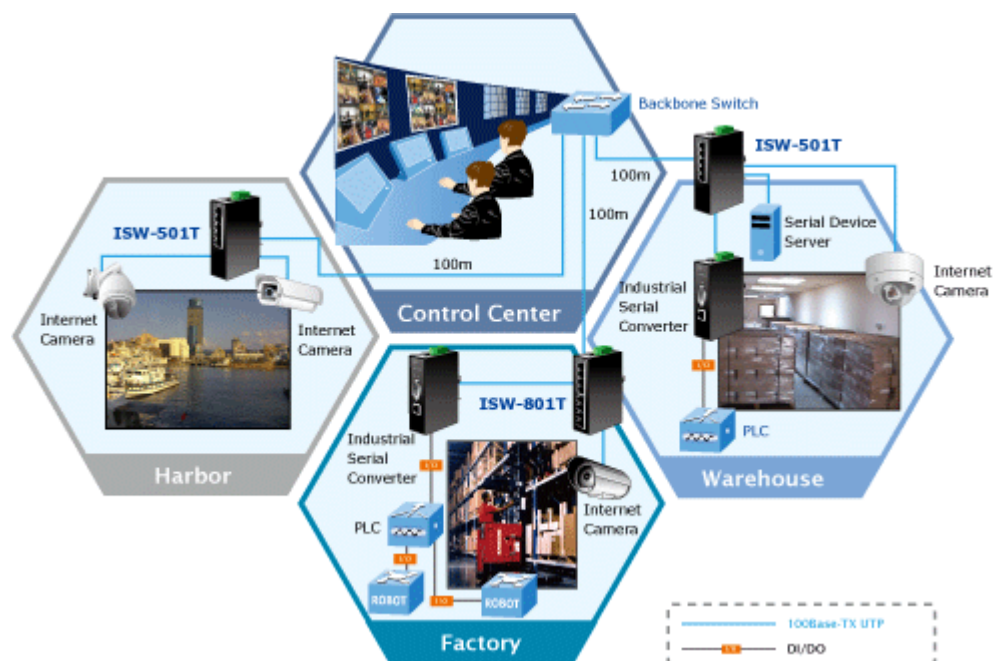 Backbone Switch
ISW-501T
100m
100m
Serial Device
Server
ISW-501T
100m
Internet
Camera
Internet
Camera
Industrial
Serial
Converter
Internet
Camera
Control Center
I/O
PLC
ISW-801T
Harbor
Warehouse
Industrial
Serial
Converter
I/O
Internet
Camera
PLC
I/O
ROBOT
I/O
ROBOT
Factory
100Base-TX UTP
I/O
DI/DO